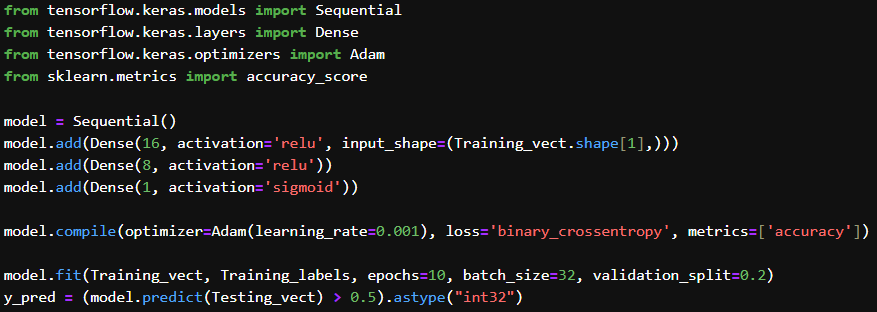 from tensorflow.keras.models import Sequential
from tensorflow.keras.layers import Dense
from tensorflow.keras.optimizers import Adam
from sklearn.metrics import accuracy_score

model = Sequential()
model.add(Dense(16, activation='relu', input_shape=(Training_vect.shape[1],)))
model.add(Dense(8, activation='relu'))
model.add(Dense(1, activation='sigmoid'))

model.compile(optimizer=Adam(learning_rate=0.001), loss='binary_crossentropy', metrics=['accuracy'])

model.fit(Training_vect, Training_labels, epochs=10, batch_size=32, validation_split=0.2)
y_pred = (model.predict(Testing_vect) > 0.5).astype("int32")